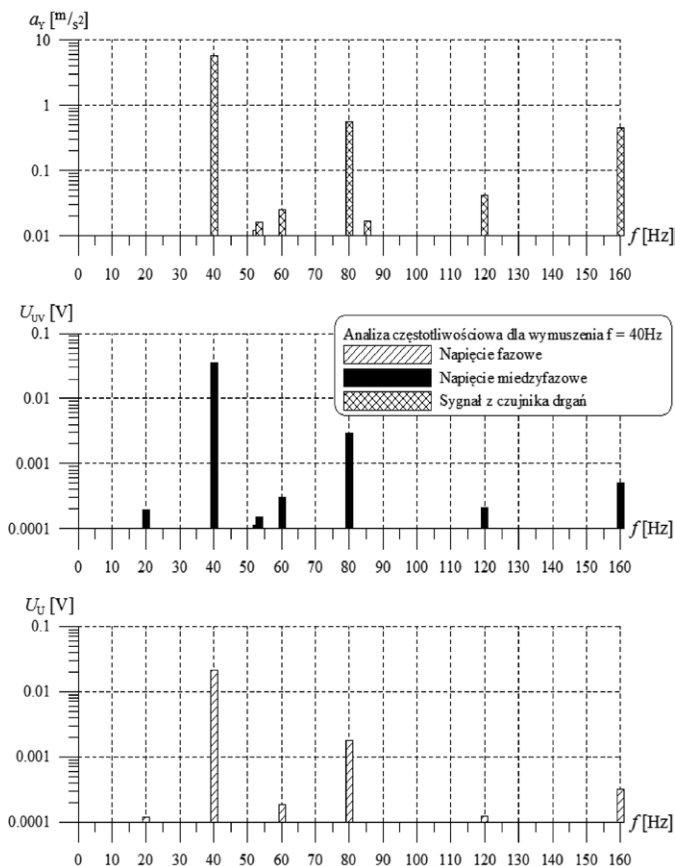 a_Y [m/s²]
10
1
0.1
0.01
0 10 20 30 40 50 60 70 80 90 100 110 120 130 140 150 160
f [Hz]
U_UV [V]
0.1
0.01
0.001
0.0001
0 10 20 30 40 50 60 70 80 90 100 110 120 130 140 150 160
f [Hz]
Analiza częstotliwościowa dla wymuszenia f = 40Hz
Napięcie fazowe
Napięcie miedzyfazowe
Sygnał z czujnika drgań
U_U [V]
0.1
0.01
0.001
0.0001
0 10 20 30 40 50 60 70 80 90 100 110 120 130 140 150 160
f [Hz]